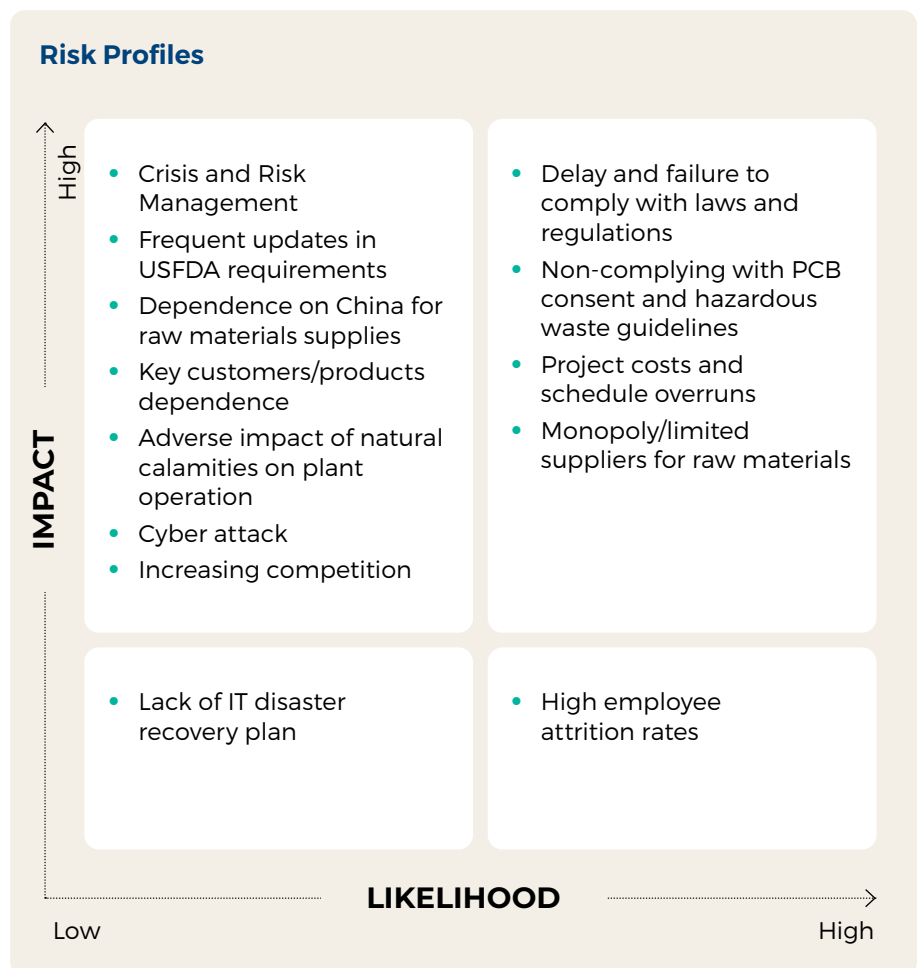 Risk Profiles
High
IMPACT
• Crisis and Risk
Management
• Frequent updates in
USFDA requirements
• Dependence on China for
raw materials supplies
• Key customers/products
dependence
• Adverse impact of natural
calamities on plant
operation
• Cyber attack
• Increasing competition
• Delay and failure to
comply with laws and
regulations
• Non-complying with PCB
consent and hazardous
waste guidelines
• Project costs and
schedule overruns
• Monopoly/limited
suppliers for raw materials
• Lack of IT disaster
recovery plan
• High employee
attrition rates
LIKELIHOOD
Low
High